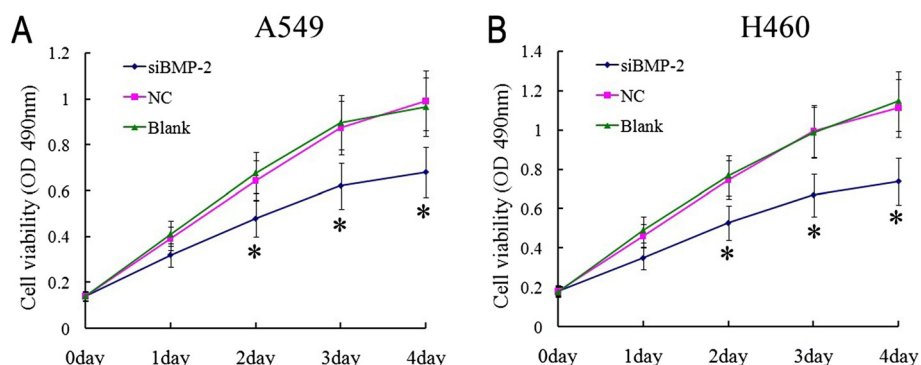 A
A549
siBMP-2
NC
Blank
Cell viability (OD 490nm)
1.2
1
0.8
0.6
0.4
0.2
0
* * *
0day 1day 2day 3day 4day
B
H460
siBMP-2
NC
Blank
Cell viability (OD 490nm)
1.4
1.2
1.0
0.8
0.6
0.4
0.2
0
* * *
0day 1day 2day 3day 4day